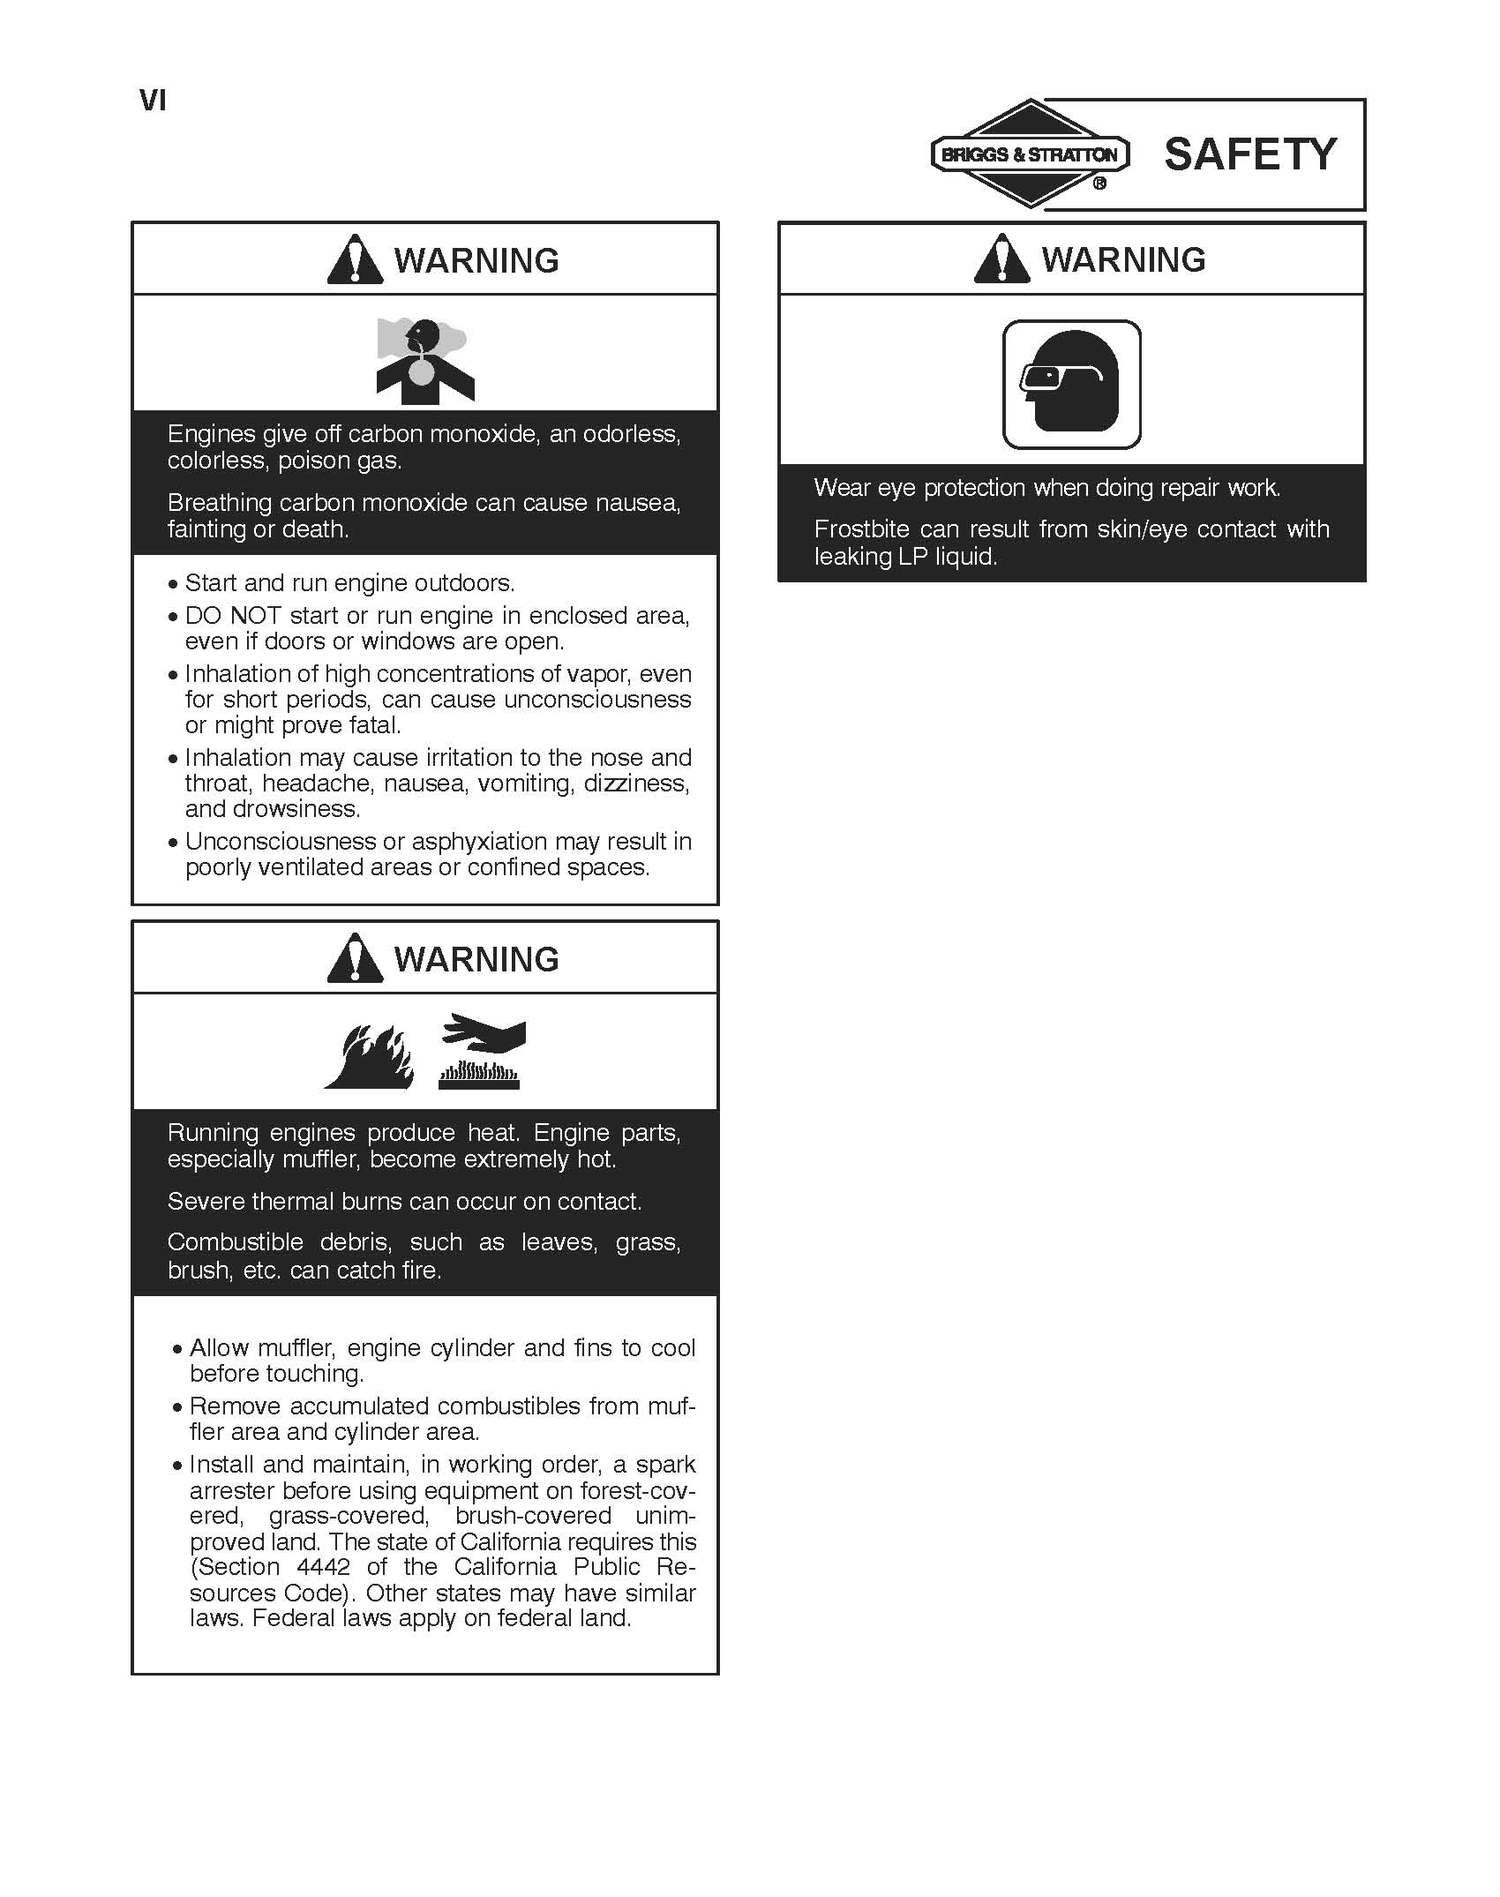 VI
BRIGGS & STRATTON
®
SAFETY
WARNING
Engines give off carbon monoxide, an odorless,
colorless, poison gas.
Breathing carbon monoxide can cause nausea,
fainting or death.
• Start and run engine outdoors.
• DO NOT start or run engine in enclosed area,
even if doors or windows are open.
• Inhalation of high concentrations of vapor, even
for short periods, can cause unconsciousness
or might prove fatal.
• Inhalation may cause irritation to the nose and
throat, headache, nausea, vomiting, dizziness,
and drowsiness.
• Unconsciousness or asphyxiation may result in
poorly ventilated areas or confined spaces.
WARNING
Running engines produce heat. Engine parts,
especially muffler, become extremely hot.
Severe thermal burns can occur on contact.
Combustible debris, such as leaves, grass,
brush, etc. can catch fire.
• Allow muffler, engine cylinder and fins to cool
before touching.
• Remove accumulated combustibles from muf-
fler area and cylinder area.
• Install and maintain, in working order, a spark
arrester before using equipment on forest-cov-
ered, grass-covered, brush-covered unim-
proved land. The state of California requires this
(Section 4442 of the California Public Re-
sources Code). Other states may have similar
laws. Federal laws apply on federal land.
WARNING
Wear eye protection when doing repair work.
Frostbite can result from skin/eye contact with
leaking LP liquid.